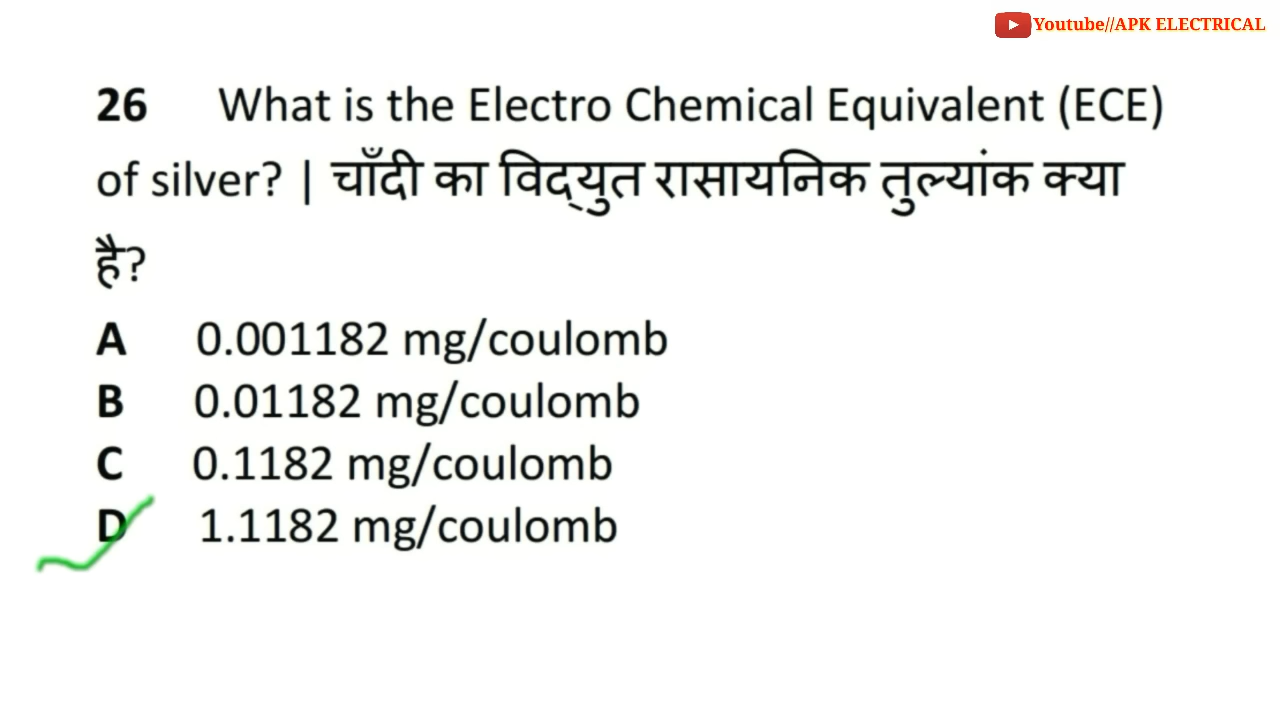 Youtube//APK ELECTRICAL
26 What is the Electro Chemical Equivalent (ECE)
of silver? | चाँदी का विद्युत रासायनिक तुल्यांक क्या
है?
A 0.001182 mg/coulomb
B 0.01182 mg/coulomb
C 0.1182 mg/coulomb
D 1.1182 mg/coulomb